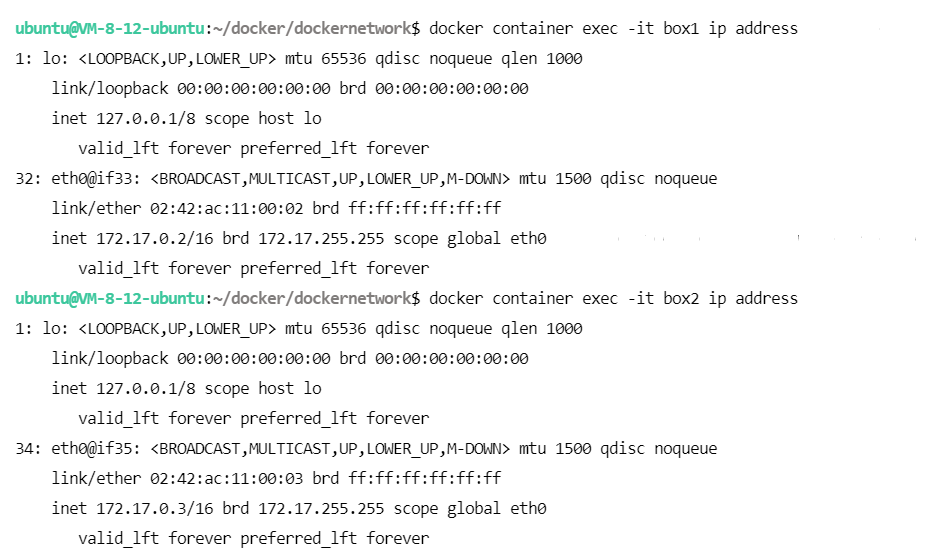 ubuntu@VM-8-12-ubuntu:~/docker/dockernetwork$ docker container exec -it box1 ip address
1: lo: <LOOPBACK,UP,LOWER_UP> mtu 65536 qdisc noqueue qlen 1000
    link/loopback 00:00:00:00:00:00 brd 00:00:00:00:00:00
    inet 127.0.0.1/8 scope host lo
       valid_lft forever preferred_lft forever
32: eth0@if33: <BROADCAST,MULTICAST,UP,LOWER_UP,M-DOWN> mtu 1500 qdisc noqueue
    link/ether 02:42:ac:11:00:02 brd ff:ff:ff:ff:ff:ff
    inet 172.17.0.2/16 brd 172.17.255.255 scope global eth0
       valid_lft forever preferred_lft forever
ubuntu@VM-8-12-ubuntu:~/docker/dockernetwork$ docker container exec -it box2 ip address
1: lo: <LOOPBACK,UP,LOWER_UP> mtu 65536 qdisc noqueue qlen 1000
    link/loopback 00:00:00:00:00:00 brd 00:00:00:00:00:00
    inet 127.0.0.1/8 scope host lo
       valid_lft forever preferred_lft forever
34: eth0@if35: <BROADCAST,MULTICAST,UP,LOWER_UP,M-DOWN> mtu 1500 qdisc noqueue
    link/ether 02:42:ac:11:00:03 brd ff:ff:ff:ff:ff:ff
    inet 172.17.0.3/16 brd 172.17.255.255 scope global eth0
       valid_lft forever preferred_lft forever